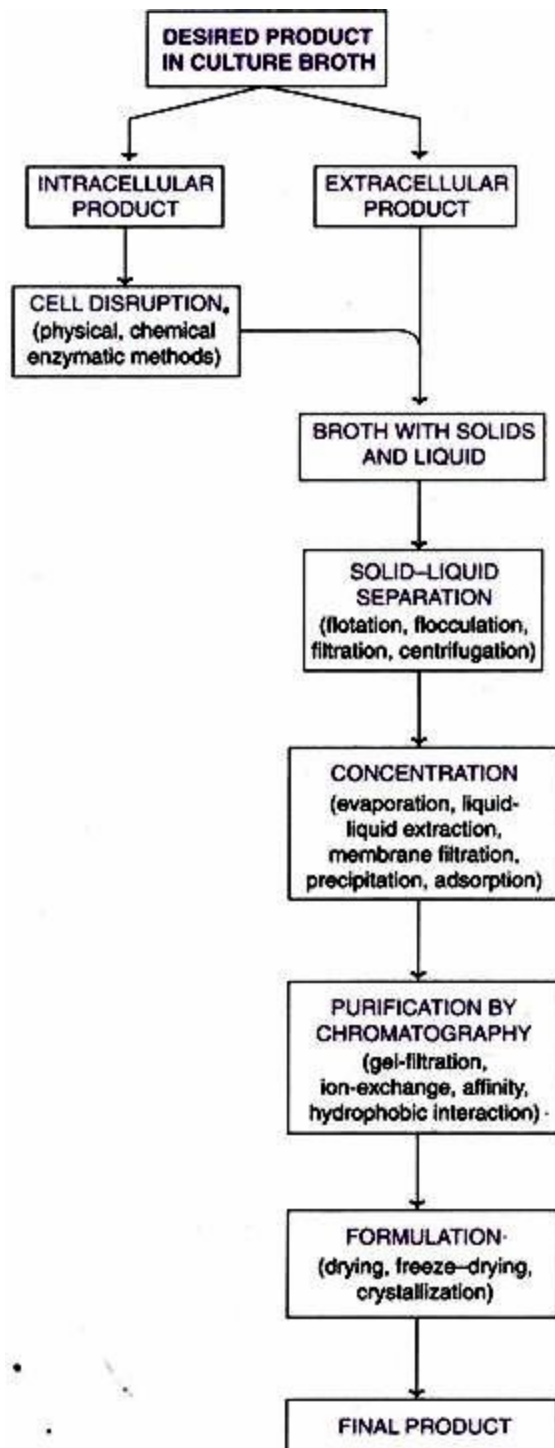 DESIRED PRODUCT
IN CULTURE BROTH
INTRACELLULAR
PRODUCT
EXTRACELLULAR
PRODUCT
CELL DISRUPTION
(physical, chemical
enzymatic methods)
BROTH WITH SOLIDS
AND LIQUID
SOLID–LIQUID
SEPARATION
(flotation, flocculation,
filtration, centrifugation)
CONCENTRATION
(evaporation, liquid-
liquid extraction,
membrane filtration,
precipitation, adsorption)
PURIFICATION BY
CHROMATOGRAPHY
(gel-filtration,
ion-exchange, affinity,
hydrophobic interaction)
FORMULATION
(drying, freeze–drying,
crystallization)
FINAL PRODUCT